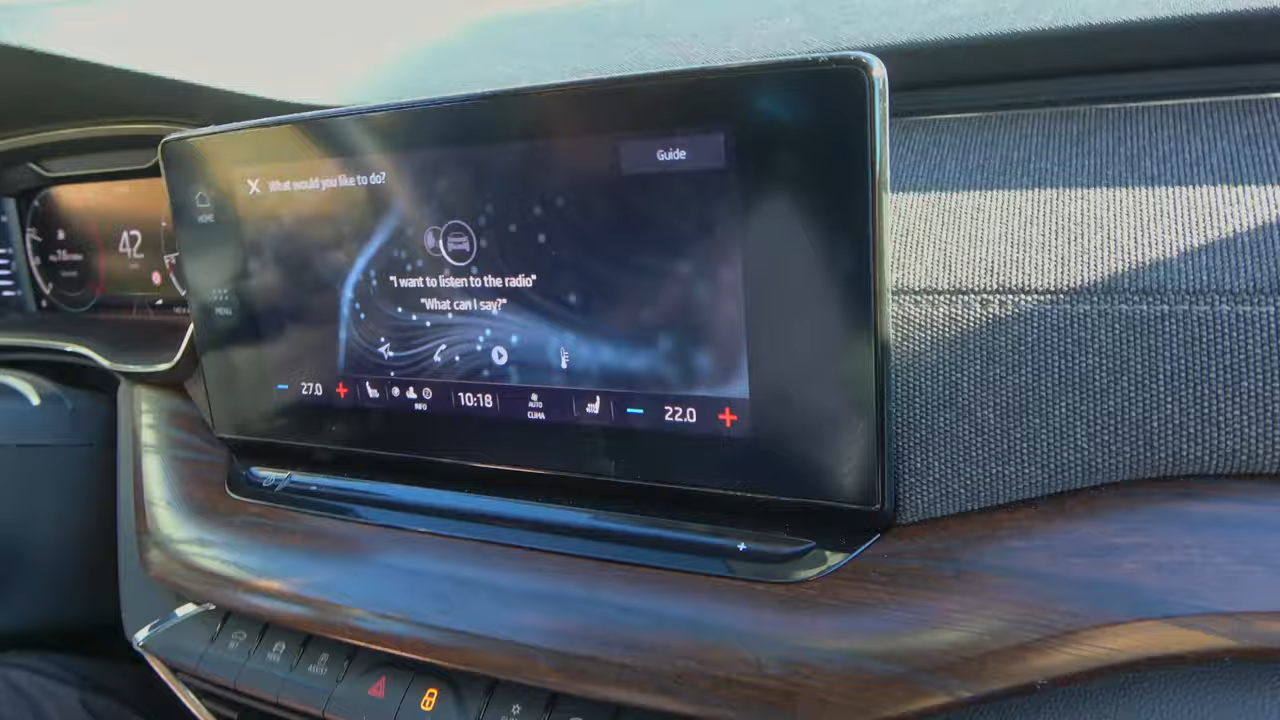 Guide
What would you like to do?
HOME
42
"I want to listen to the radio"
"What can I say?"
MENU
27.0
INFO
10:18
AUTO
CLIMA
22.0
ASSIST